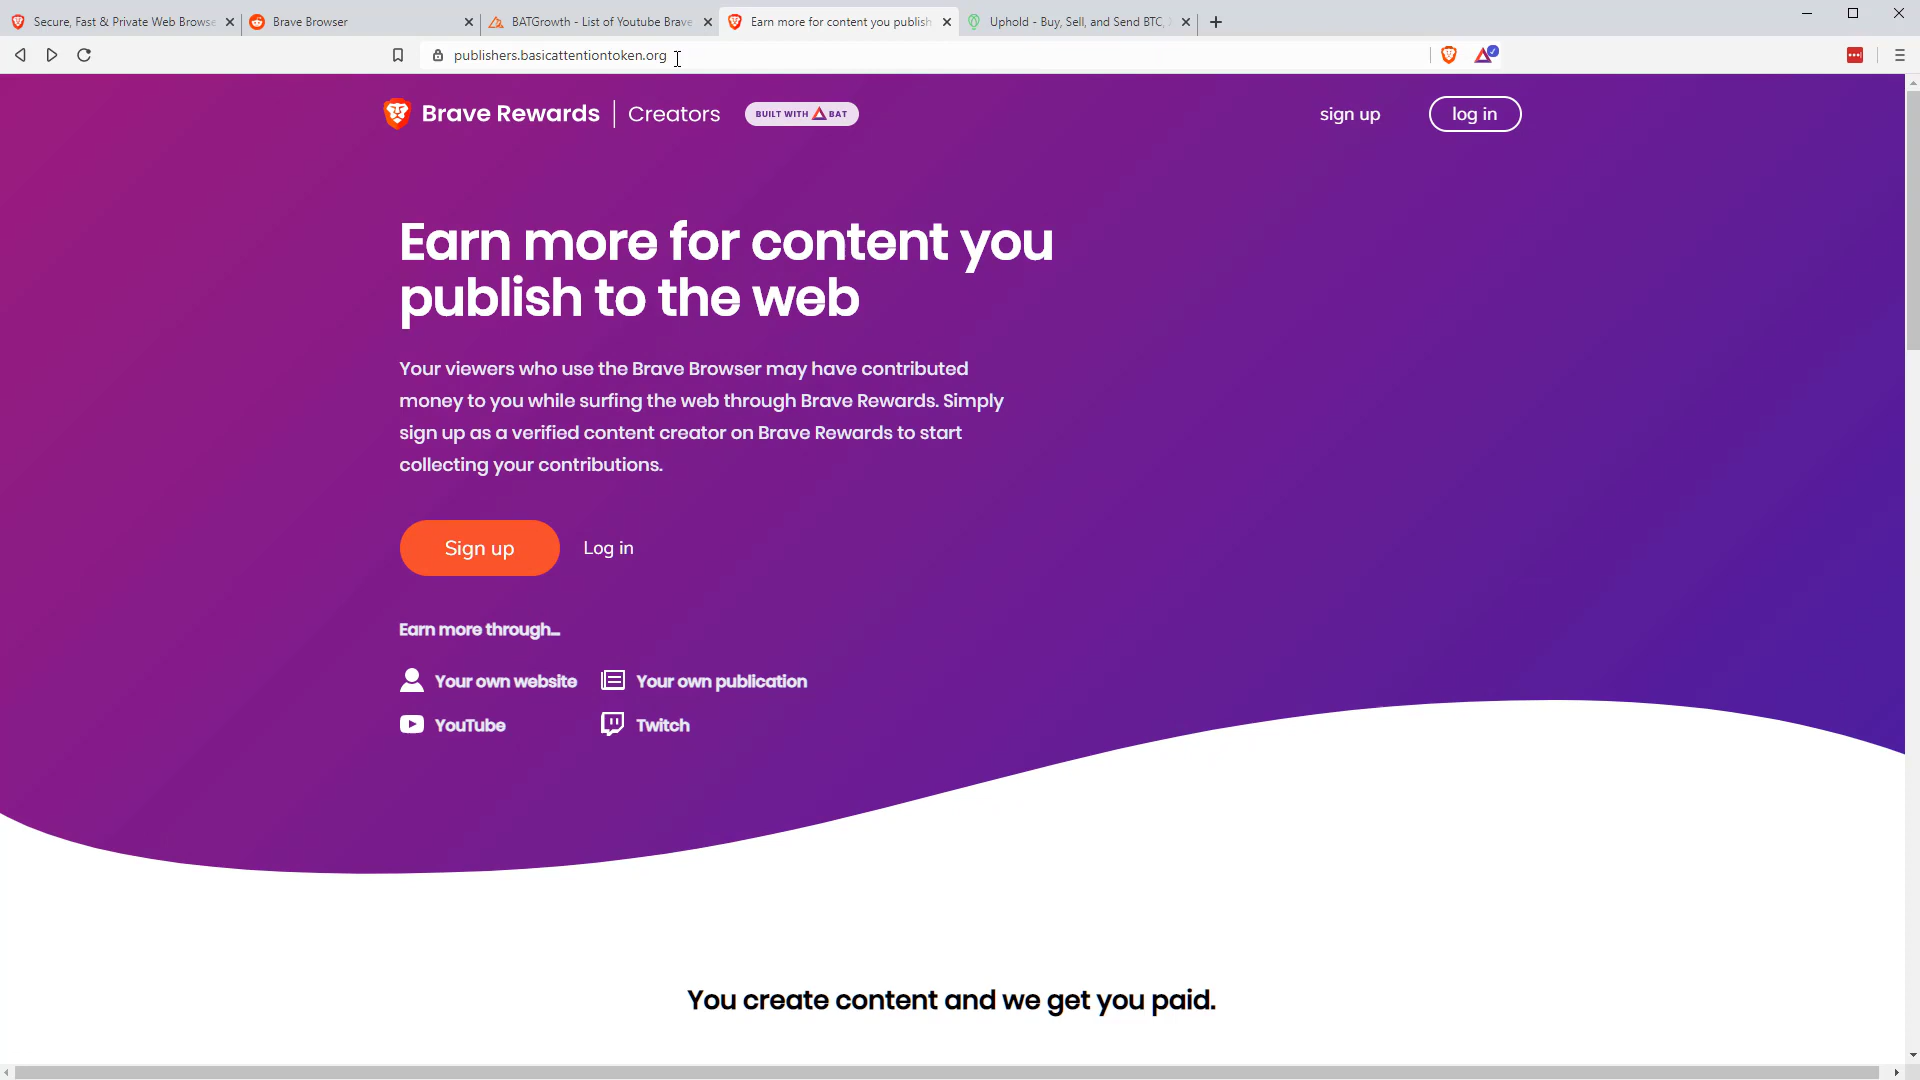 Secure, Fast & Private Web Browse
Brave Browser
BATGrowth - List of Youtube Brave
Earn more for content you publish
Uphold - Buy, Sell, and Send BTC,
publishers.basicattentiontoken.org
Brave Rewards | Creators
BUILT WITH BAT
sign up
log in
Earn more for content you
publish to the web
Your viewers who use the Brave Browser may have contributed
money to you while surfing the web through Brave Rewards. Simply
sign up as a verified content creator on Brave Rewards to start
collecting your contributions.
Sign up
Log in
Earn more through...
Your own website
Your own publication
YouTube
Twitch
You create content and we get you paid.